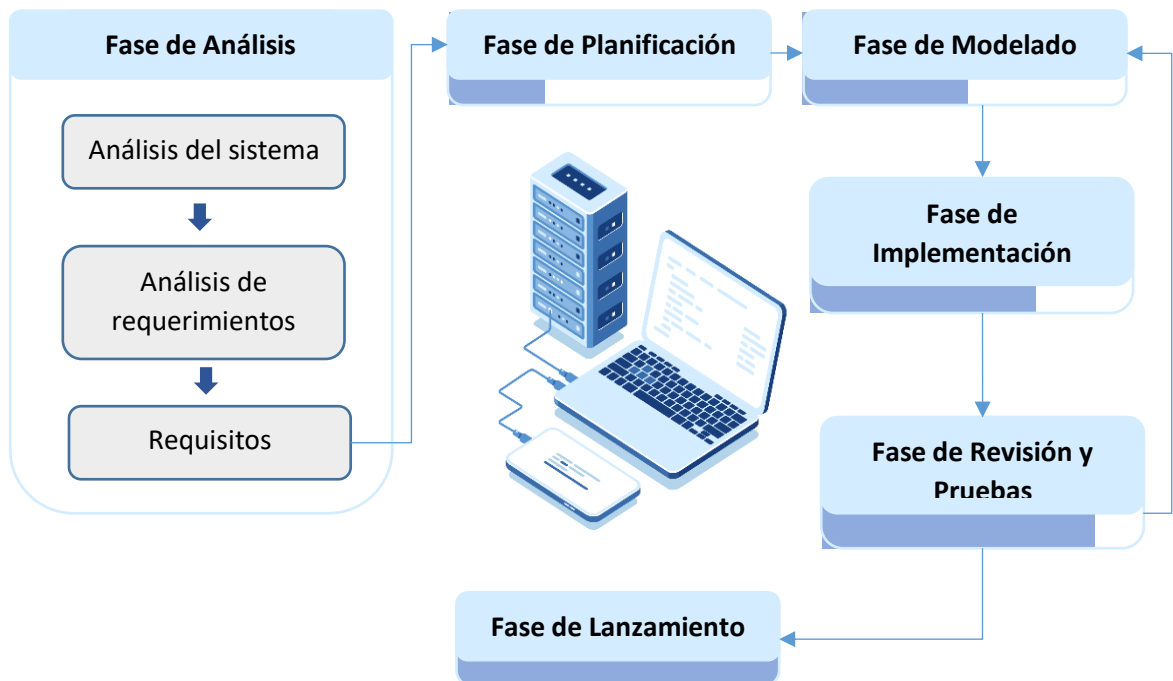 Fase de Análisis
Análisis del sistema
Análisis de
requerimientos
Requisitos
Fase de Planificación
Fase de Modelado
Fase de
Implementación
Fase de Revisión y
Pruebas
Fase de Lanzamiento